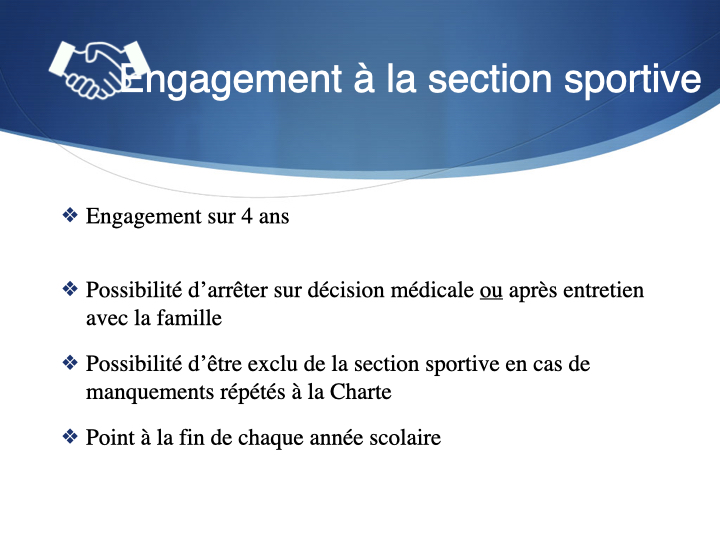 Engagement à la section sportive
❖ Engagement sur 4 ans
❖ Possibilité d’arrêter sur décision médicale ou après entretien
avec la famille
❖ Possibilité d’être exclu de la section sportive en cas de
manquements répétés à la Charte
❖ Point à la fin de chaque année scolaire